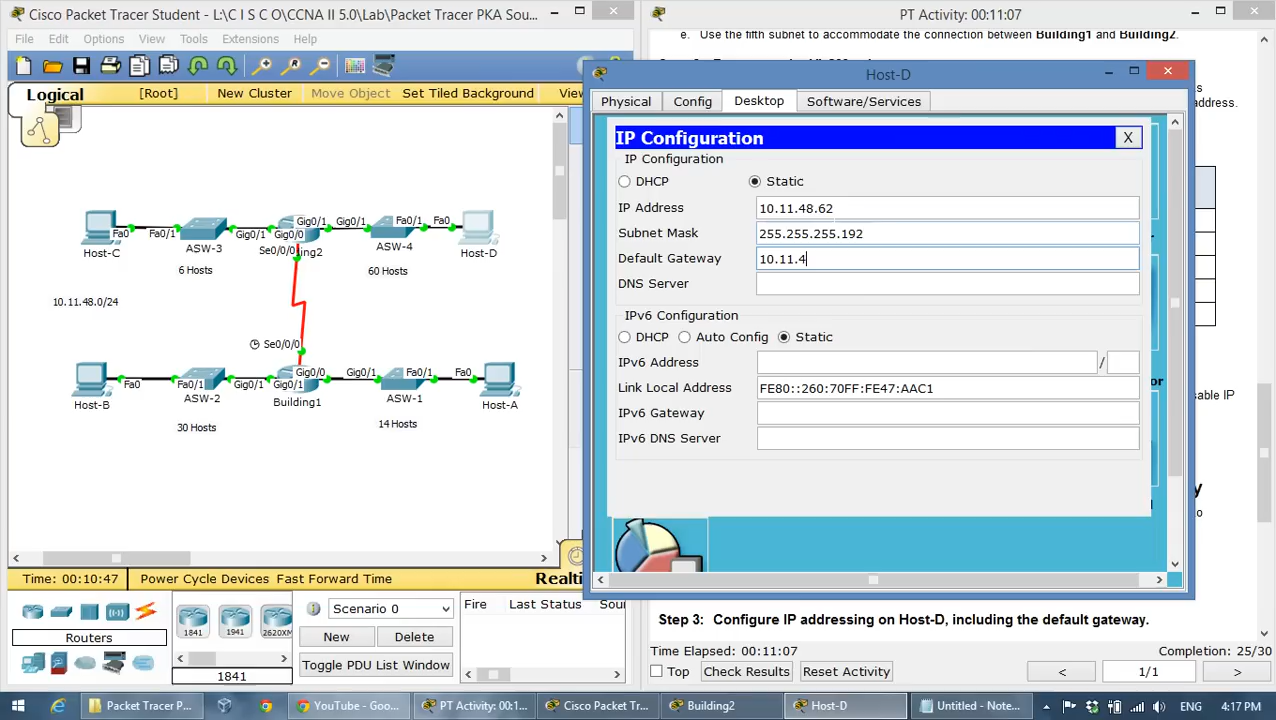 Cisco Packet Tracer Student - L:\C I S C O\CCNA II 5.0\Lab\Packet Tracer PKA Sou...
File Edit Options View Tools Extensions Help
Logical
[Root]
New Cluster
Move Object
Set Tiled Background
View
Fa0
Fa0/1
Gig0/1
Gig0/0
Gig0/1
Gig0/1
Fa0/1
Fa0
Host-C
ASW-3
Se0/0/0
ing2
ASW-4
Host-D
6 Hosts
60 Hosts
10.11.48.0/24
Se0/0/0
Gig0/0
Fa0
Fa0/1
Gig0/1
Gig0/1
Gig0/1
Fa0/1
Fa0
Host-B
ASW-2
Building1
ASW-1
Host-A
30 Hosts
14 Hosts
Time: 00:10:47
Power Cycle Devices Fast Forward Time
Realti
Routers
1841
1941
2620XM
1841
Scenario 0
New
Delete
Toggle PDU List Window
Fire
Last Status
Sou
PT Activity: 00:11:07
e. Use the fifth subnet to accommodate the connection between Building1 and Building2.
address.
Host-D
Physical
Config
Desktop
Software/Services
IP Configuration
X
IP Configuration
DHCP
Static
IP Address
10.11.48.62
Subnet Mask
255.255.255.192
Default Gateway
10.11.4
DNS Server
IPv6 Configuration
DHCP
Auto Config
Static
IPv6 Address
/
Link Local Address
FE80::260:70FF:FE47:AAC1
IPv6 Gateway
IPv6 DNS Server
Step 3: Configure IP addressing on Host-D, including the default gateway.
Time Elapsed: 00:11:07
Completion: 25/30
Top
Check Results
Reset Activity
<
1/1
>
Packet Tracer P...
YouTube - Goo...
PT Activity: 00:1...
Cisco Packet Tra...
Building2
Host-D
Untitled - Note...
ENG
4:17 PM